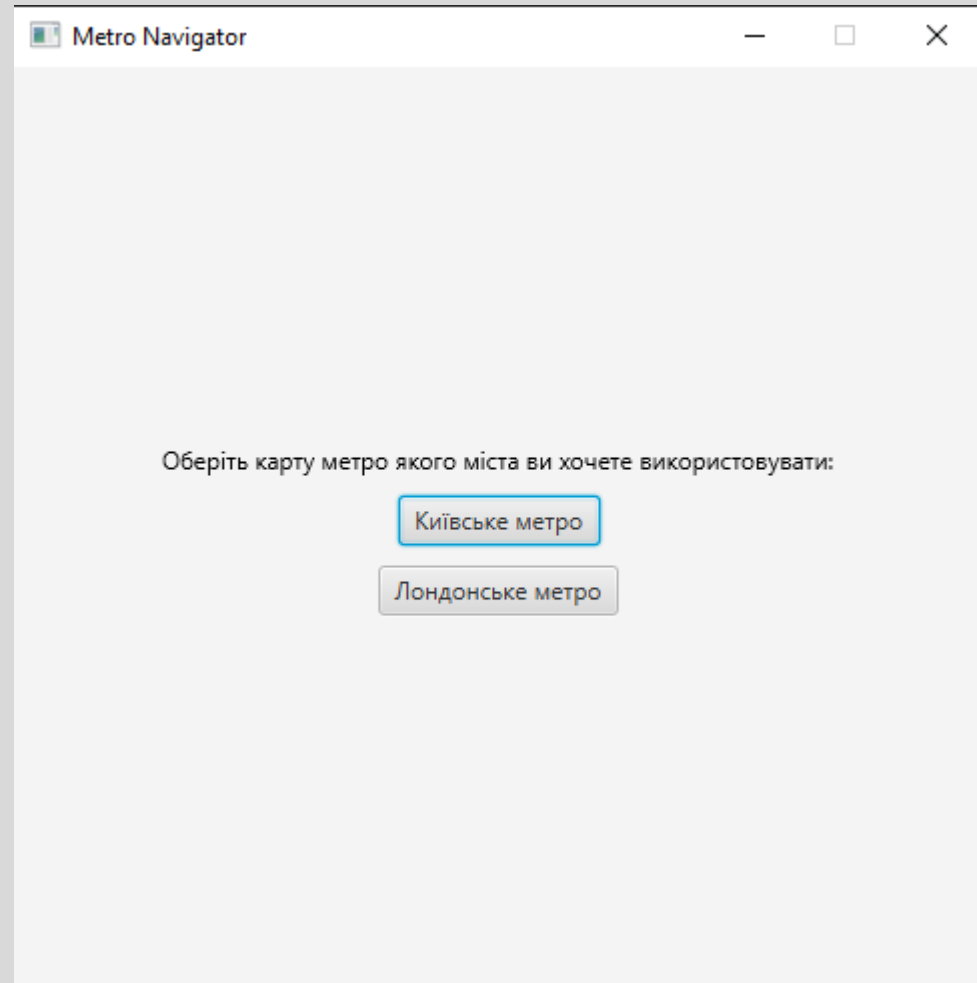 Metro Navigator
Оберіть карту метро якого міста ви хочете використовувати:
Київське метро
Лондонське метро